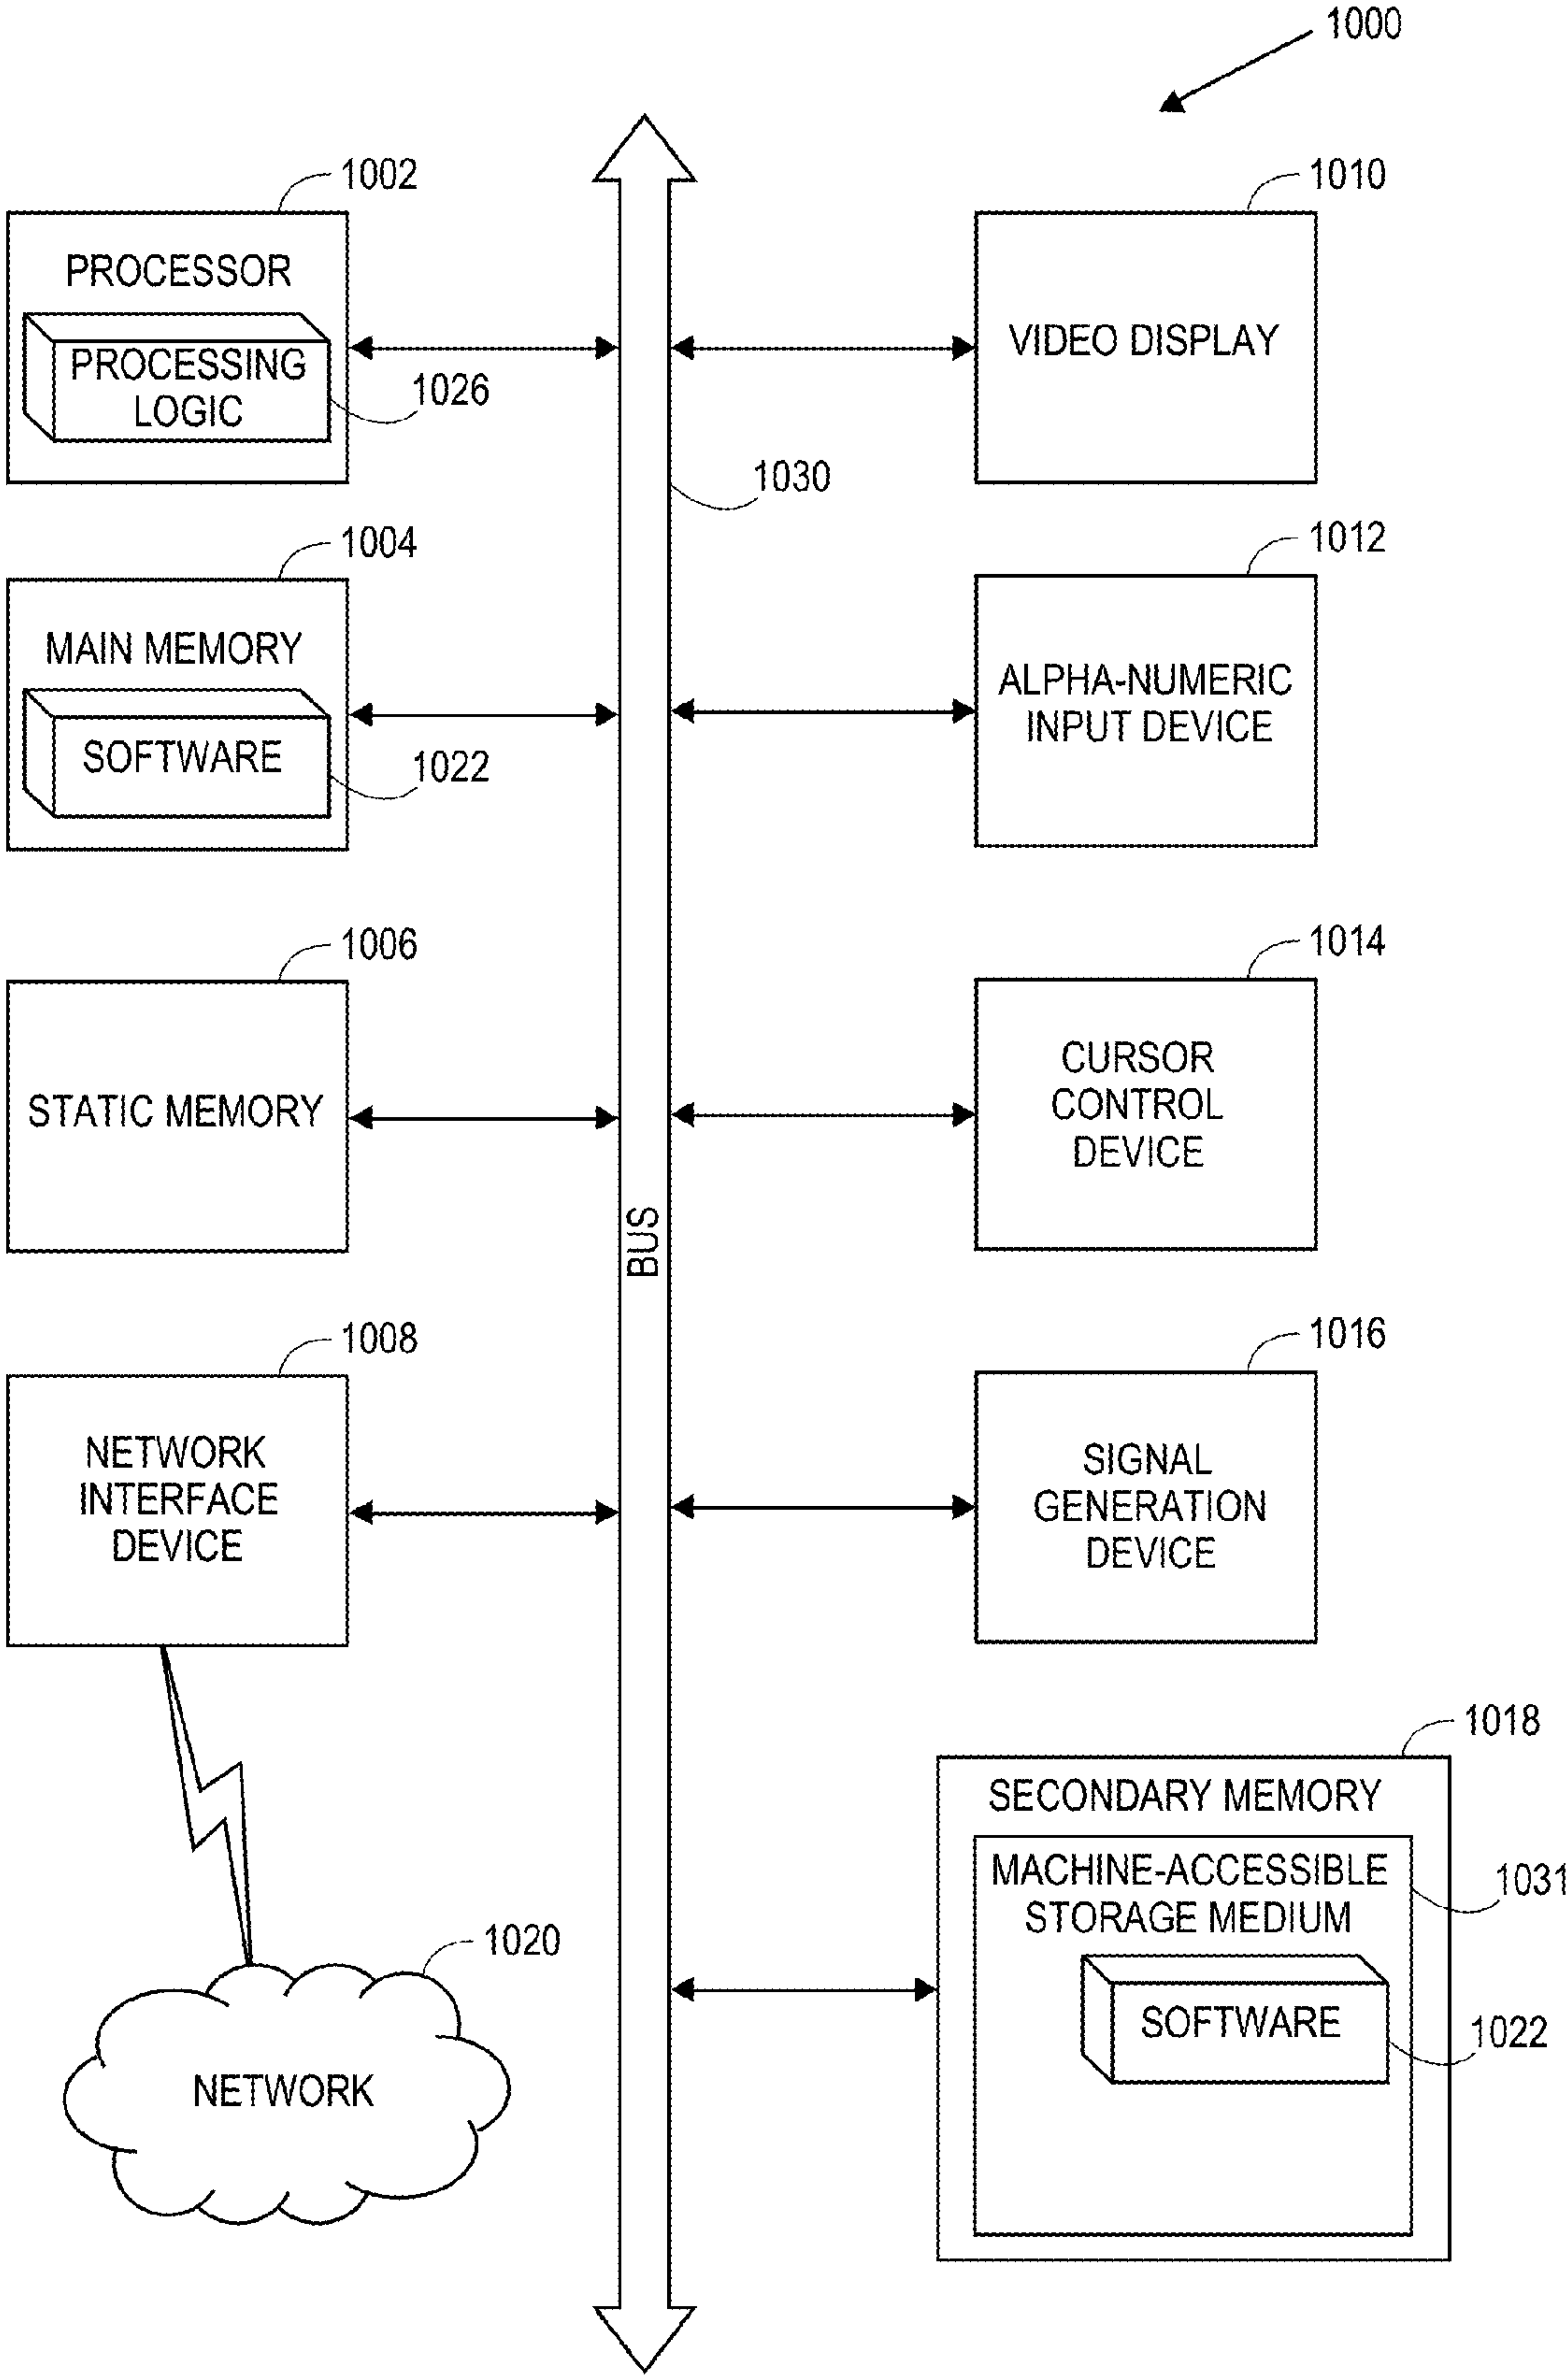 1000
1002
PROCESSOR
PROCESSING
LOGIC
1026
1004
MAIN MEMORY
SOFTWARE
1022
1006
STATIC MEMORY
1008
NETWORK
INTERFACE
DEVICE
1020
NETWORK
BUS
1030
1010
VIDEO DISPLAY
1012
ALPHA-NUMERIC
INPUT DEVICE
1014
CURSOR
CONTROL
DEVICE
1016
SIGNAL
GENERATION
DEVICE
1018
SECONDARY MEMORY
MACHINE-ACCESSIBLE
STORAGE MEDIUM
1031
SOFTWARE
1022